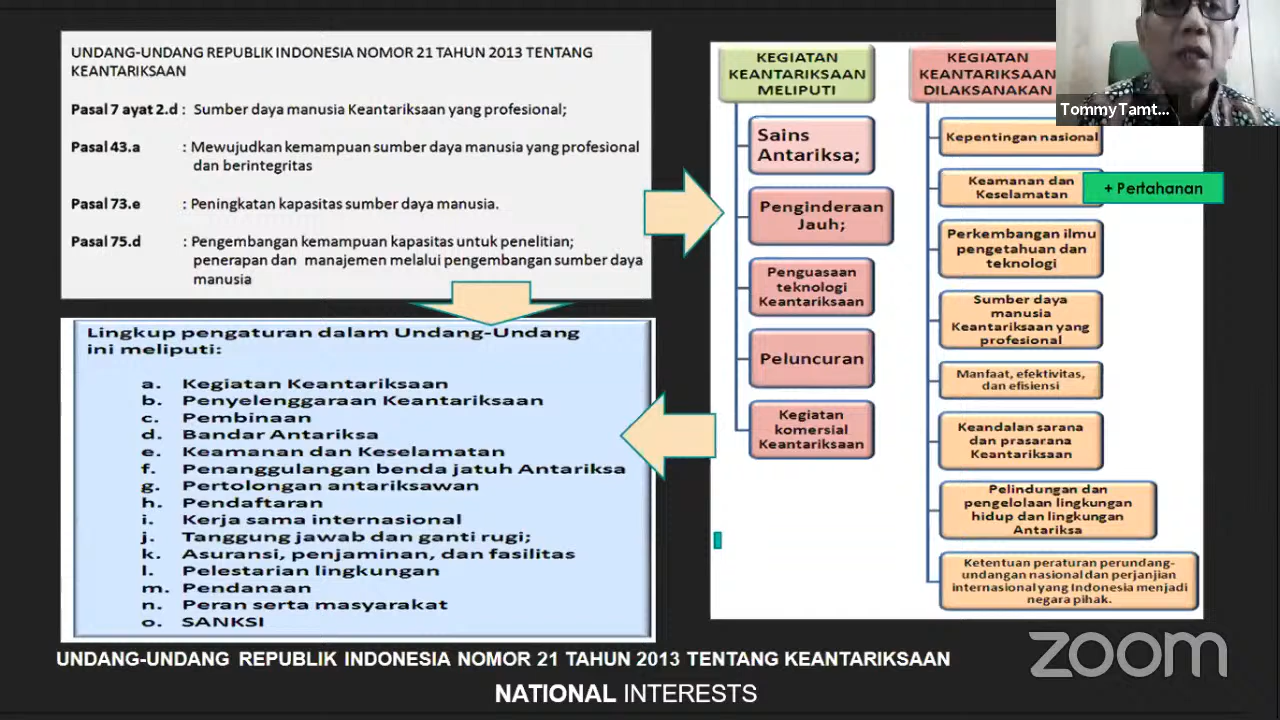 UNDANG-UNDANG REPUBLIK INDONESIA NOMOR 21 TAHUN 2013 TENTANG
KEANTARIKSAAN
Pasal 7 ayat 2.d : Sumber daya manusia Keantariksaan yang profesional;
Pasal 43.a : Mewujudkan kemampuan sumber daya manusia yang profesional
dan berintegritas
Pasal 73.e : Peningkatan kapasitas sumber daya manusia.
Pasal 75.d : Pengembangan kemampuan kapasitas untuk penelitian;
penerapan dan manajemen melalui pengembangan sumber daya
manusia
Lingkup pengaturan dalam Undang-Undang
ini meliputi:
a. Kegiatan Keantariksaan
b. Penyelenggaraan Keantariksaan
c. Pembinaan
d. Bandar Antariksa
e. Keamanan dan Keselamatan
f. Penanggulangan benda jatuh Antariksa
g. Pertolongan antariksawan
h. Pendaftaran
i. Kerja sama internasional
j. Tanggung jawab dan ganti rugi;
k. Asuransi, penjaminan, dan fasilitas
l. Pelestarian lingkungan
m. Pendanaan
n. Peran serta masyarakat
o. SANKSI
KEGIATAN
KEANTARIKSAAN
MELIPUTI
Sains
Antariksa;
Penginderaan
Jauh;
Penguasaan
teknologi
Keantariksaan
Peluncuran
Kegiatan
komersial
Keantariksaan
KEGIATAN
KEANTARIKSAAN
DILAKSANAKAN
Kepentingan nasional
Keamanan dan
Keselamatan
+ Pertahanan
Perkembangan ilmu
pengetahuan dan
teknologi
Sumber daya
manusia
Keantariksaan yang
profesional
Manfaat, efektivitas,
dan efisiensi
Keandalan sarana
dan prasarana
Keantariksaan
Pelindungan dan
pengelolaan lingkungan
hidup dan lingkungan
Antariksa
Ketentuan peraturan perundang-
undangan nasional dan perjanjian
internasional yang Indonesia menjadi
negara pihak.
TommyTamt...
UNDANG-UNDANG REPUBLIK INDONESIA NOMOR 21 TAHUN 2013 TENTANG KEANTARIKSAAN
NATIONAL INTERESTS
zoom